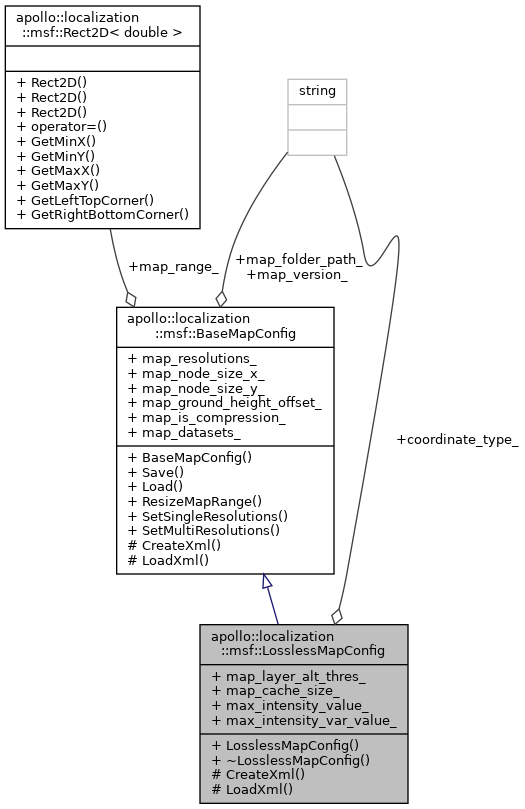 apollo::localization
::msf::Rect2D< double >
+ Rect2D()
+ Rect2D()
+ Rect2D()
+ operator=()
+ GetMinX()
+ GetMinY()
+ GetMaxX()
+ GetMaxY()
+ GetLeftTopCorner()
+ GetRightBottomCorner()
string
+map_range_
+map_folder_path_
+map_version_
apollo::localization
::msf::BaseMapConfig
+ map_resolutions_
+ map_node_size_x_
+ map_node_size_y_
+ map_ground_height_offset_
+ map_is_compression_
+ map_datasets_
+ BaseMapConfig()
+ Save()
+ Load()
+ ResizeMapRange()
+ SetSingleResolutions()
+ SetMultiResolutions()
# CreateXml()
# LoadXml()
+coordinate_type_
apollo::localization
::msf::LosslessMapConfig
+ map_layer_alt_thres_
+ map_cache_size_
+ max_intensity_value_
+ max_intensity_var_value_
+ LosslessMapConfig()
+ ~LosslessMapConfig()
# CreateXml()
# LoadXml()